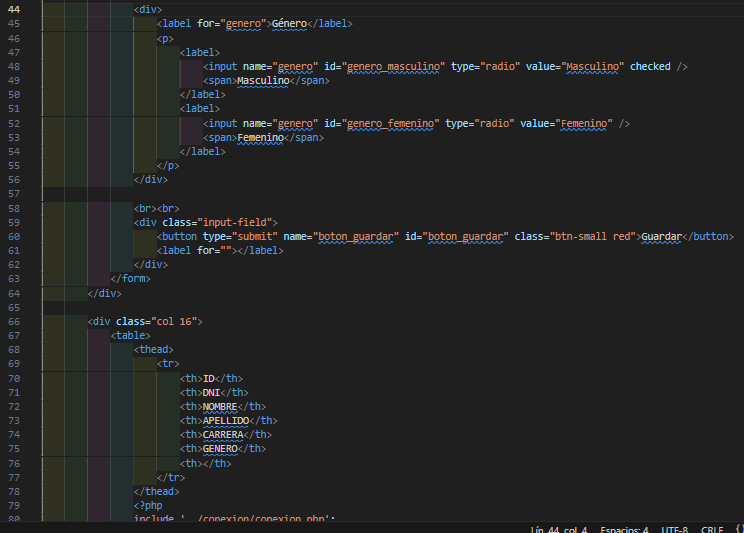 44 <div>
45 <label for="genero">Género</label>
46 <p>
47 <label>
48 <input name="genero" id="genero_masculino" type="radio" value="Masculino" checked />
49 <span>Masculino</span>
50 </label>
51 <label>
52 <input name="genero" id="genero_femenino" type="radio" value="Femenino" />
53 <span>Femenino</span>
54 </label>
55 </p>
56 </div>
57
58 <br><br>
59 <div class="input-field">
60 <button type="submit" name="boton_guardar" id="boton_guardar" class="btn-small red">Guardar</button>
61 <label for=""></label>
62 </div>
63 </form>
64 </div>
65
66 <div class="col 16">
67 <table>
68 <thead>
69 <tr>
70 <th>ID</th>
71 <th>DNI</th>
72 <th>NOMBRE</th>
73 <th>APELLIDO</th>
74 <th>CARRERA</th>
75 <th>GENERO</th>
76 <th></th>
77 </tr>
78 </thead>
79 <?php
80 include '../conexion/conexion.php';
Lín. 44, col. 4 Espacios: 4 UTF-8 CRLF {}